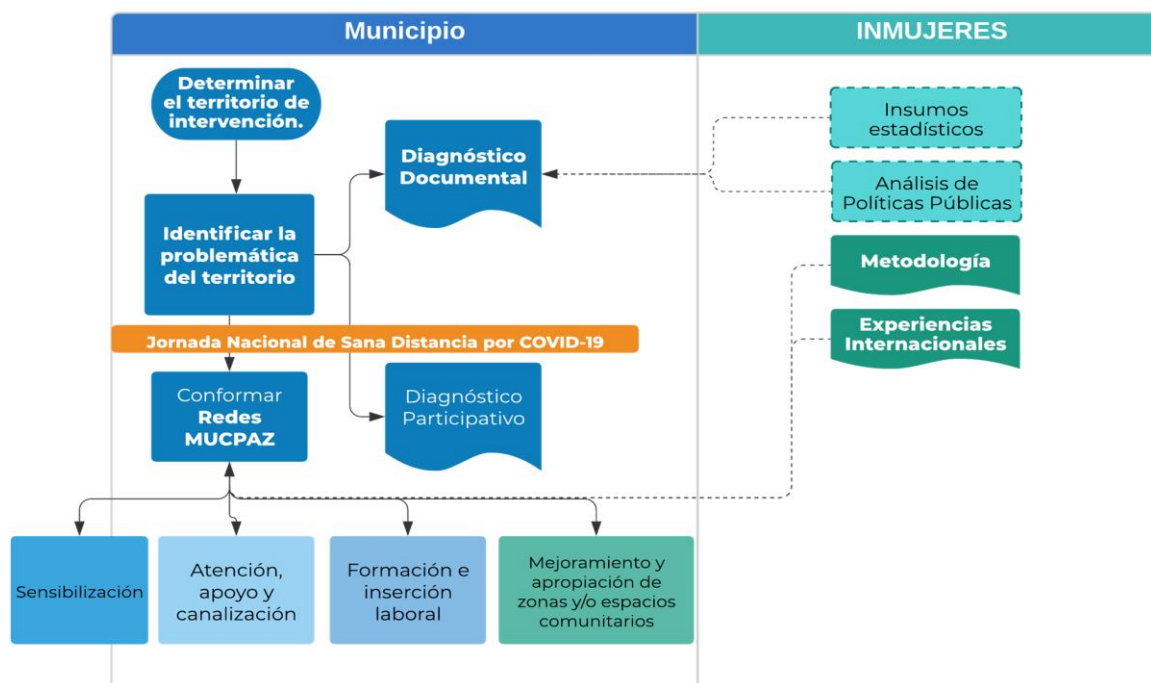 Municipio
INMUJERES
Determinar
el territorio de
intervención.
Diagnóstico
Documental
Insumos
estadísticos
Análisis de
Políticas Públicas
Identificar la
problemática
del territorio
Metodología
Experiencias
Internacionales
Jornada Nacional de Sana Distancia por COVID-19
Conformar
Redes
MUCPAZ
Diagnóstico
Participativo
Sensibilización
Atención,
apoyo y
canalización
Formación e
inserción
laboral
Mejoramiento y
apropiación de
zonas y/o espacios
comunitarios